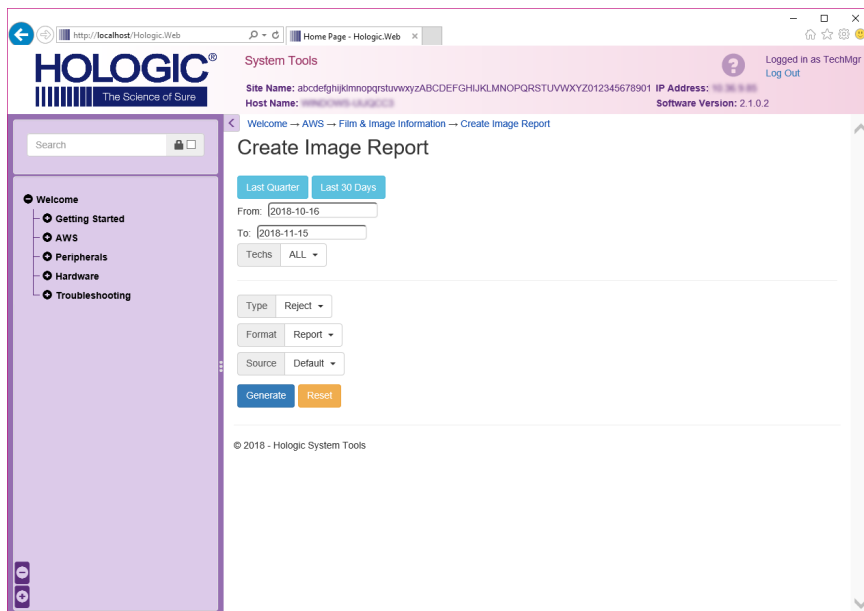 http://localhost/Hologic.Web
Home Page - Hologic.Web
HOLOGIC®
The Science of Sure
System Tools
Logged in as TechMgr
Log Out
Site Name: abcdefghijklmnopqrstuvwxyzABCDEFGHIJKLMNOPQRSTUVWXYZ012345678901 IP Address:
Host Name:
Software Version: 2.1.0.2
Search
Welcome
Getting Started
AWS
Peripherals
Hardware
Troubleshooting
Welcome → AWS → Film & Image Information → Create Image Report
Create Image Report
Last Quarter Last 30 Days
From: 2018-10-16
To: 2018-11-15
Techs ALL
Type Reject
Format Report
Source Default
Generate Reset
© 2018 - Hologic System Tools